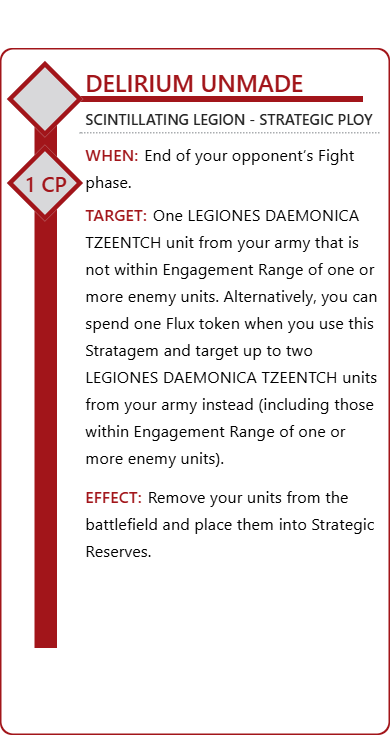 DELIRIUM UNMADE
SCINTILLATING LEGION - STRATEGIC PLOY
1 CP
WHEN: End of your opponent's Fight
phase.
TARGET: One LEGIONES DAEMONICA
TZEENTCH unit from your army that is
not within Engagement Range of one or
more enemy units. Alternatively, you can
spend one Flux token when you use this
Stratagem and target up to two
LEGIONES DAEMONICA TZEENTCH units
from your army instead (including those
within Engagement Range of one or
more enemy units).
EFFECT: Remove your units from the
battlefield and place them into Strategic
Reserves.